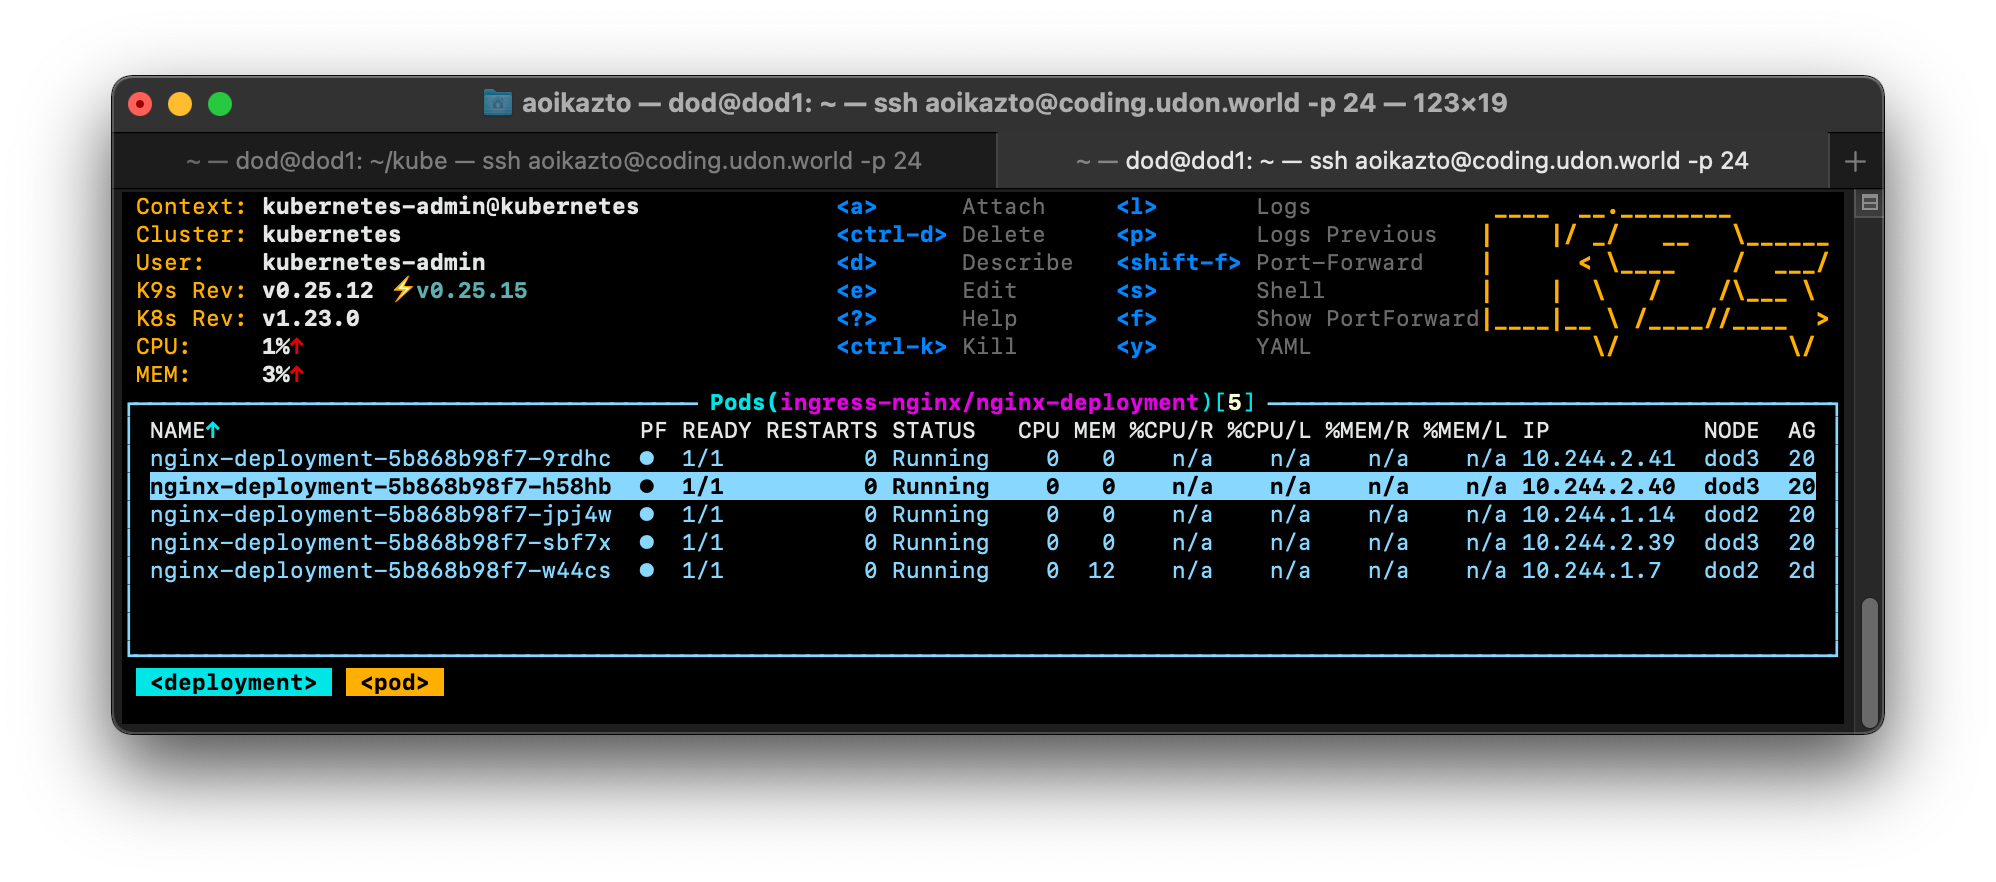 aoikazto — dod@dod1: ~ — ssh aoikazto@coding.udon.world -p 24 — 123×19
~ — dod@dod1: ~/kube — ssh aoikazto@coding.udon.world -p 24
~ — dod@dod1: ~ — ssh aoikazto@coding.udon.world -p 24
Context: kubernetes-admin@kubernetes <a> Attach <l> Logs
Cluster: kubernetes <ctrl-d> Delete <p> Logs Previous
User: kubernetes-admin <d> Describe <shift-f> Port-Forward
K9s Rev: v0.25.12 ⚡v0.25.15 <e> Edit <s> Shell
K8s Rev: v1.23.0 <?> Help <f> Show PortForward
CPU: 1%↑ <ctrl-k> Kill <y> YAML
MEM: 3%↑
Pods(ingress-nginx/nginx-deployment)[5]
NAME↑ PF READY RESTARTS STATUS CPU MEM %CPU/R %CPU/L %MEM/R %MEM/L IP NODE AG
nginx-deployment-5b868b98f7-9rdhc ● 1/1 0 Running 0 0 n/a n/a n/a n/a 10.244.2.41 dod3 20
nginx-deployment-5b868b98f7-h58hb ● 1/1 0 Running 0 0 n/a n/a n/a n/a 10.244.2.40 dod3 20
nginx-deployment-5b868b98f7-jpj4w ● 1/1 0 Running 0 0 n/a n/a n/a n/a 10.244.1.14 dod2 20
nginx-deployment-5b868b98f7-sbf7x ● 1/1 0 Running 0 0 n/a n/a n/a n/a 10.244.2.39 dod3 20
nginx-deployment-5b868b98f7-w44cs ● 1/1 0 Running 0 12 n/a n/a n/a n/a 10.244.1.7 dod2 2d
<deployment> <pod>